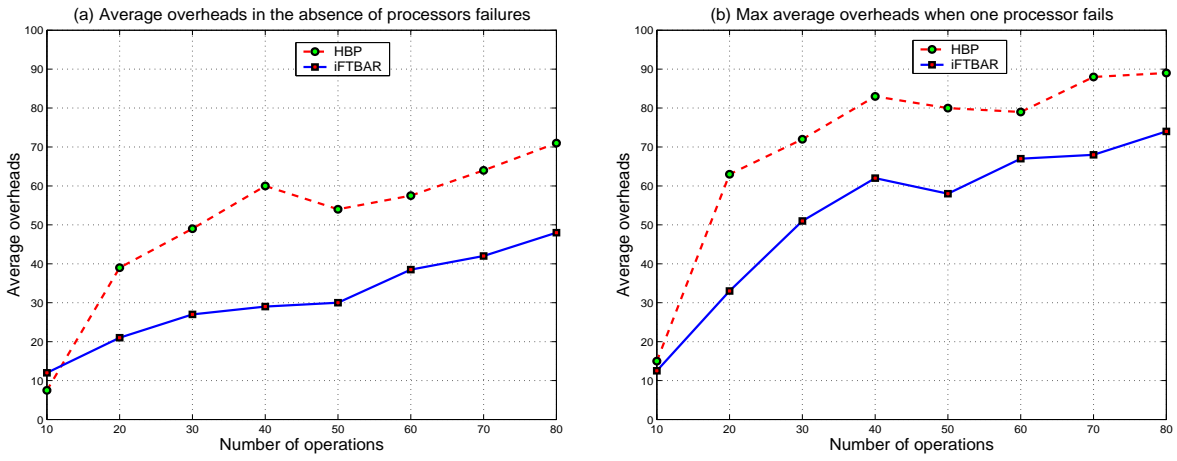 (a) Average overheads in the absence of processors failures
100
90
80
70
60
50
40
30
20
10
0
Average overheads
HBP
iFTBAR
10 20 30 40 50 60 70 80
Number of operations
(b) Max average overheads when one processor fails
100
90
80
70
60
50
40
30
20
10
0
Average overheads
HBP
iFTBAR
10 20 30 40 50 60 70 80
Number of operations